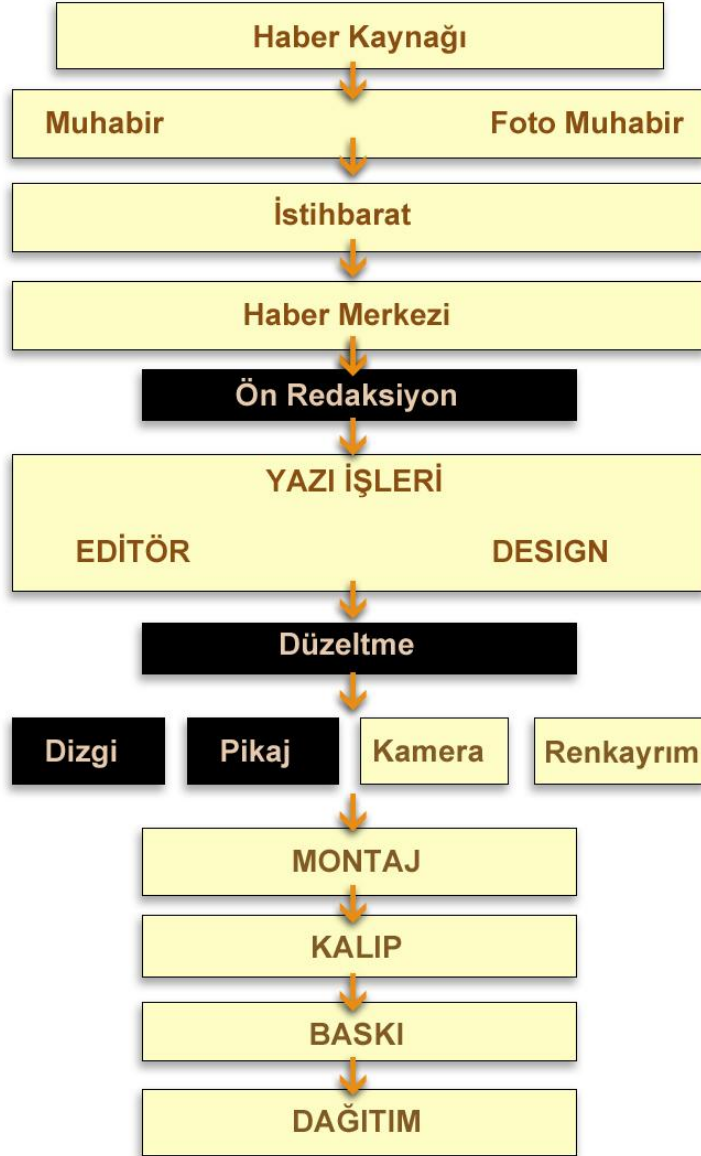 Haber Kaynağı
Muhabir Foto Muhabir
İstihbarat
Haber Merkezi
Ön Redaksiyon
YAZI İŞLERİ
EDİTÖR DESIGN
Düzeltme
Dizgi Pikaj Kamera Renkayrım
MONTAJ
KALIP
BASKI
DAĞITIM